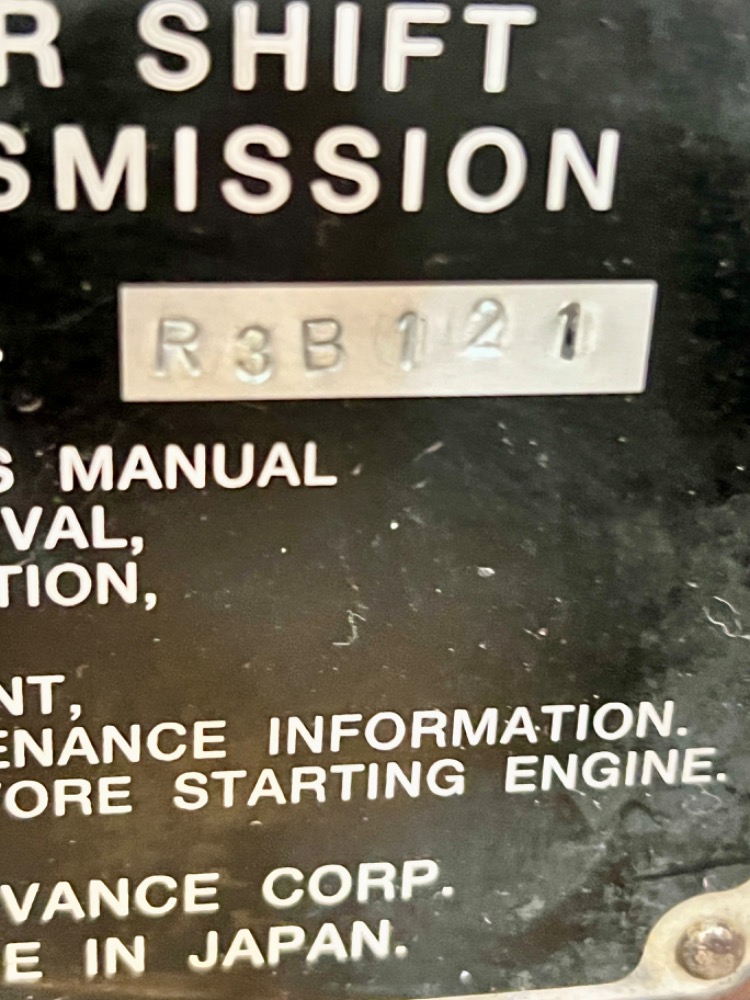 R SHIFT
SMISSION
R3B121
S MANUAL
VAL,
TION,
NT,
ENANCE INFORMATION.
ORE STARTING ENGINE.
VANCE CORP.
E IN JAPAN.